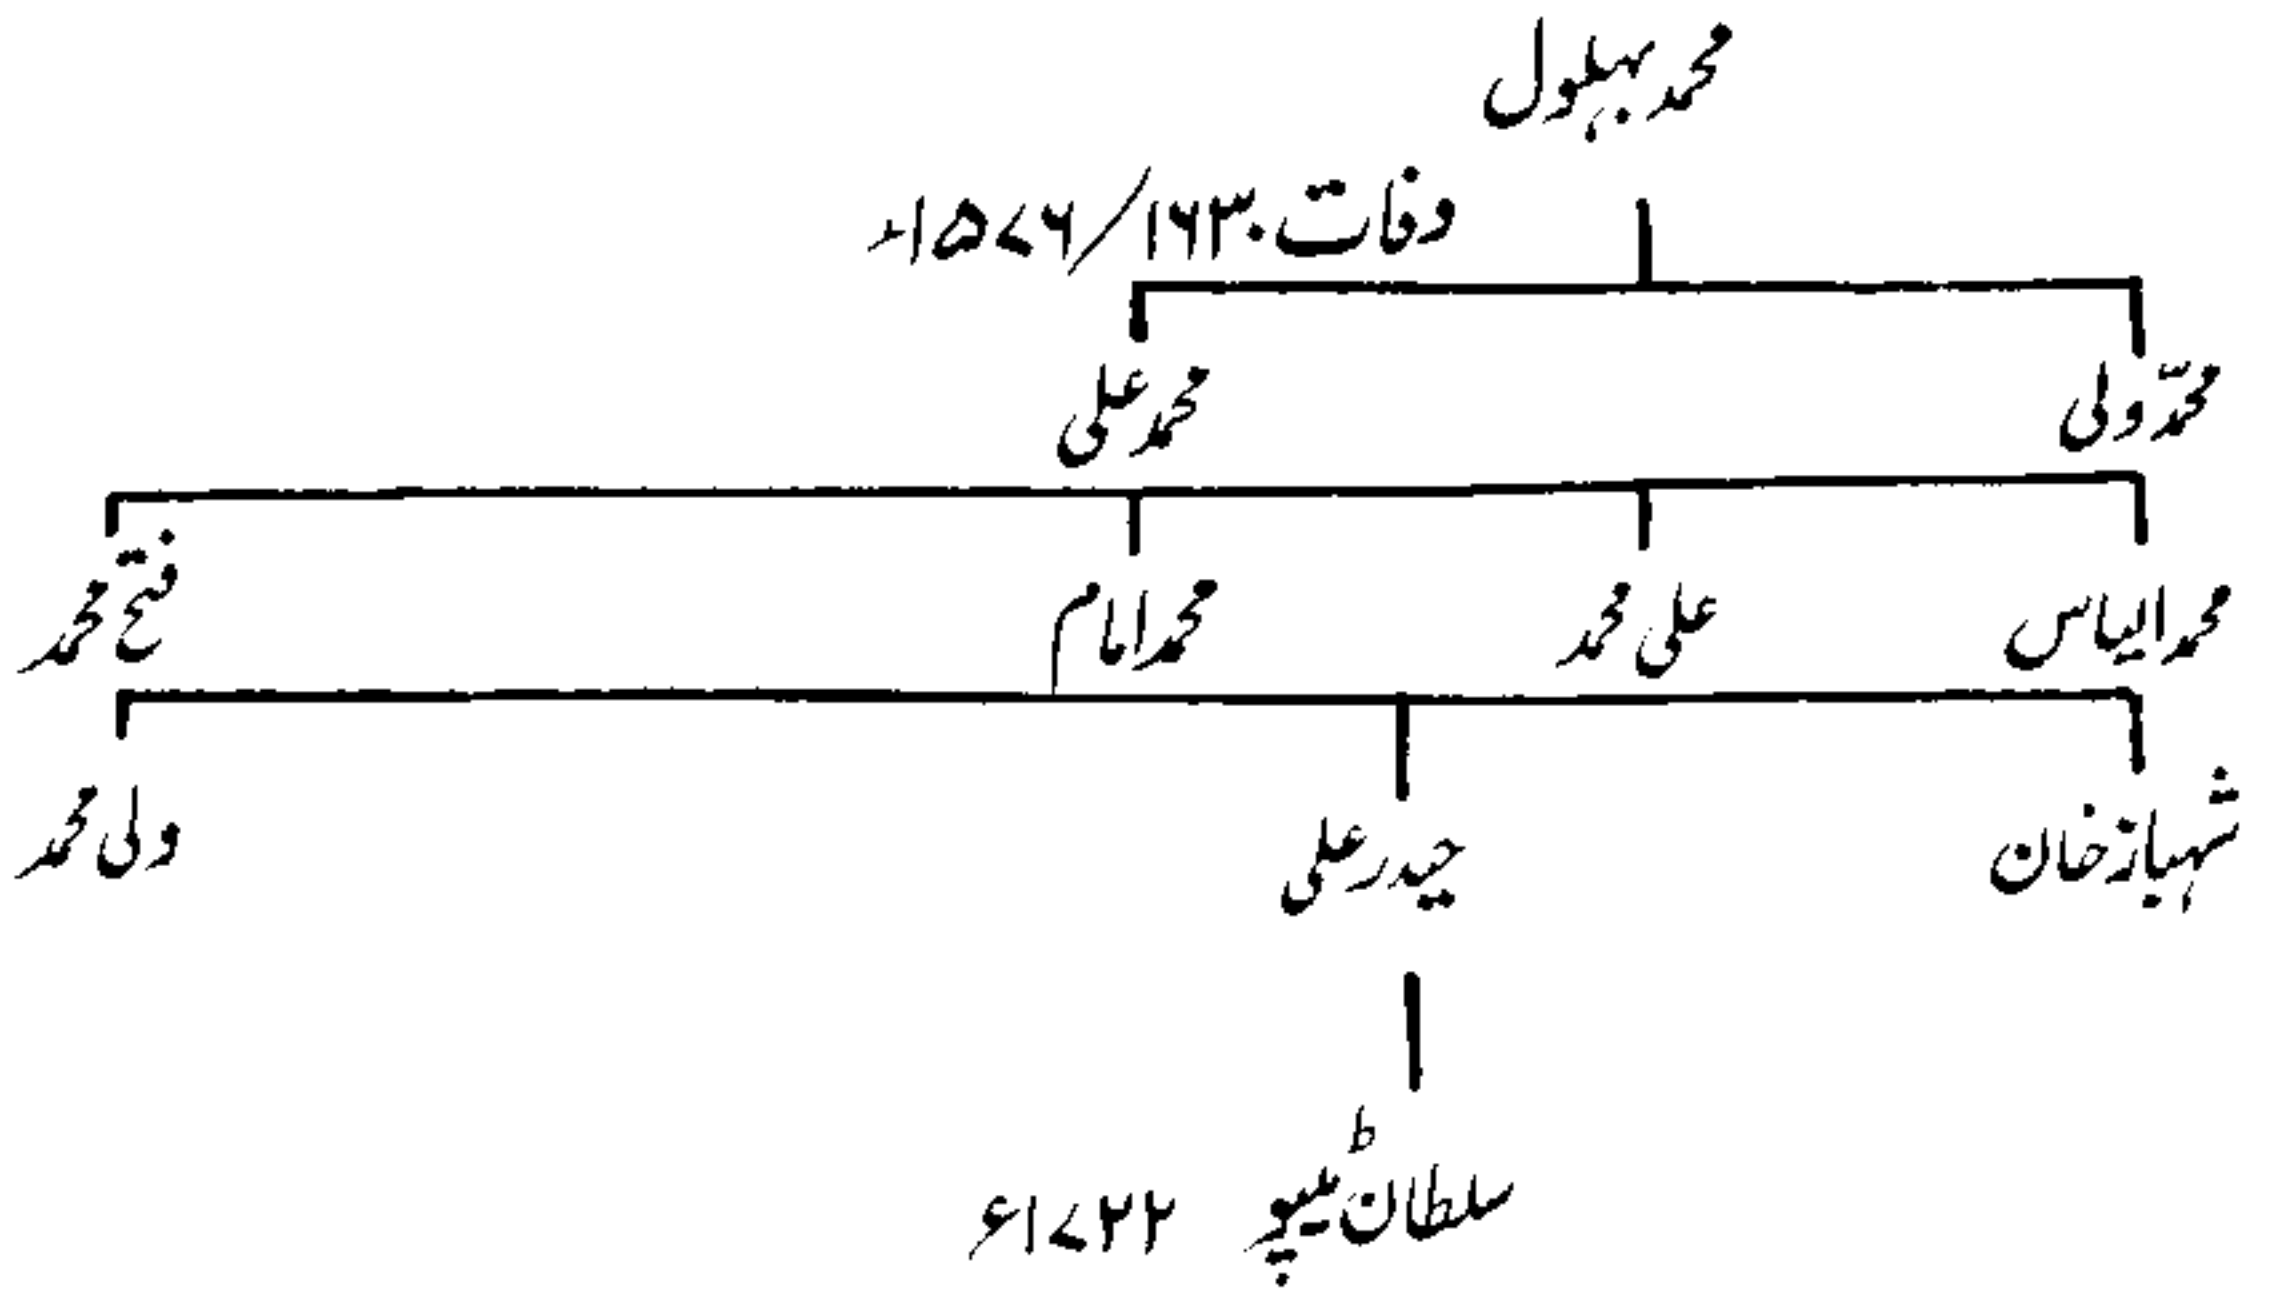 محمد بہلول
وفات ۱۶۳۰/۱۵۷۶ء
محمّد ولی محمد علی
محمد الیاس علی محمد محمد امام فتح محمد
شہباز خان حیدر علی ولی محمد
سلطان ٹیپو ۱۷۲۲ء